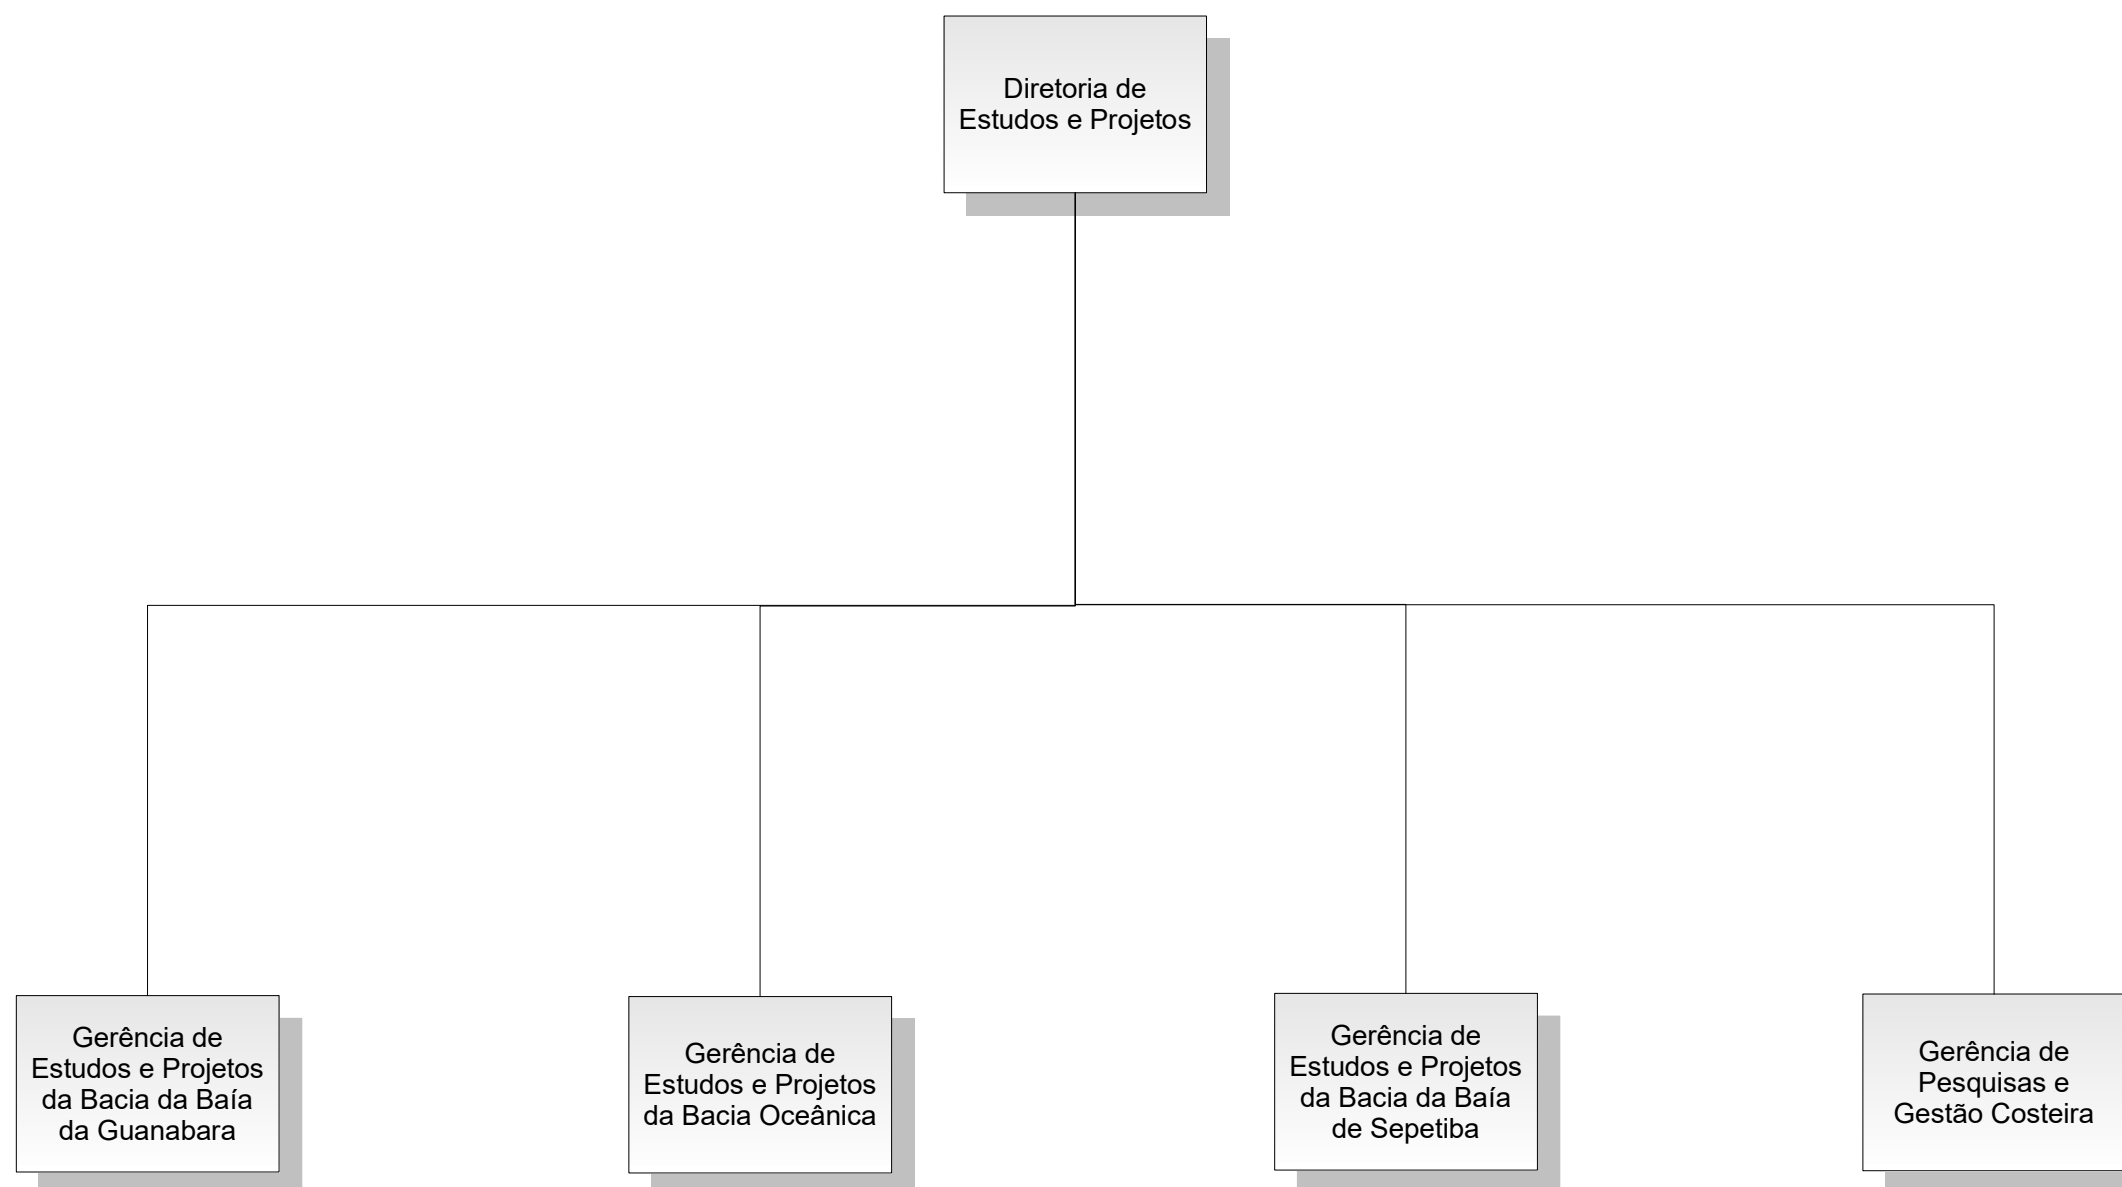 Diretoria de
Estudos e Projetos
Gerência de
Estudos e Projetos
da Bacia da Baía
da Guanabara
Gerência de
Estudos e Projetos
da Bacia Oceânica
Gerência de
Estudos e Projetos
da Bacia da Baía
de Sepetiba
Gerência de
Pesquisas e
Gestão Costeira